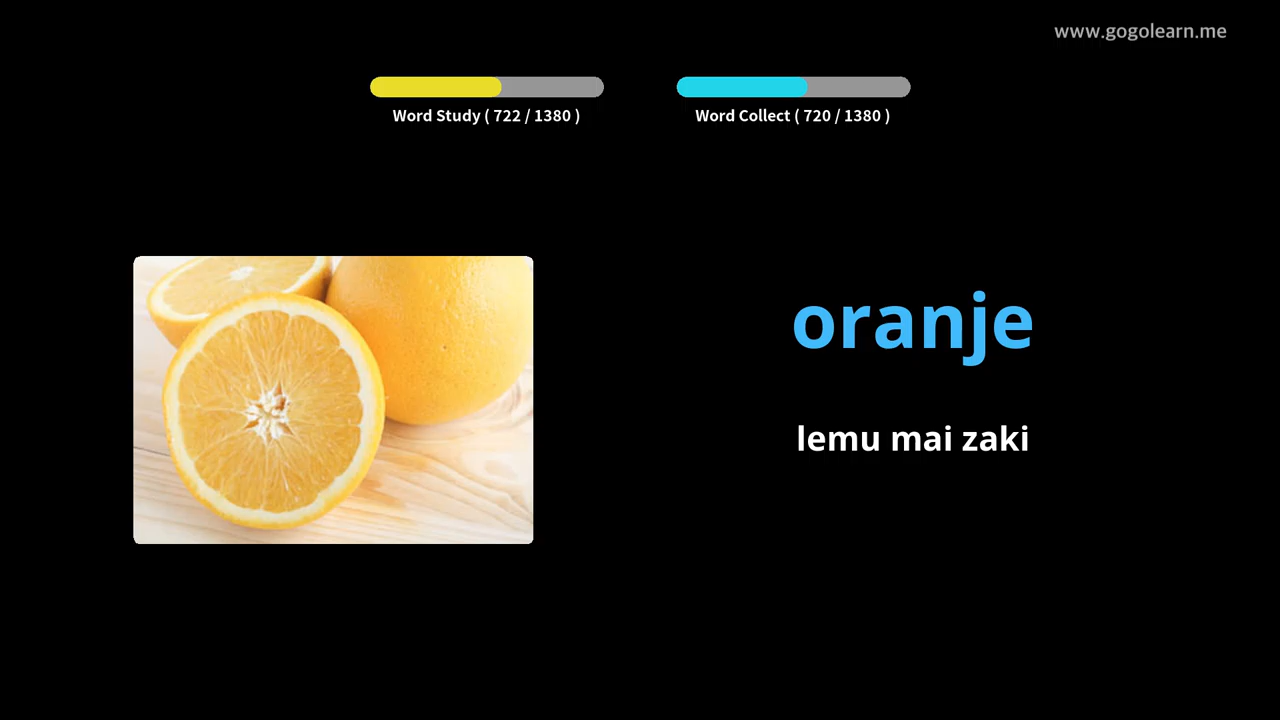 www.gogolearn.me
Word Study ( 722 / 1380 )
Word Collect ( 720 / 1380 )
oranje
lemu mai zaki